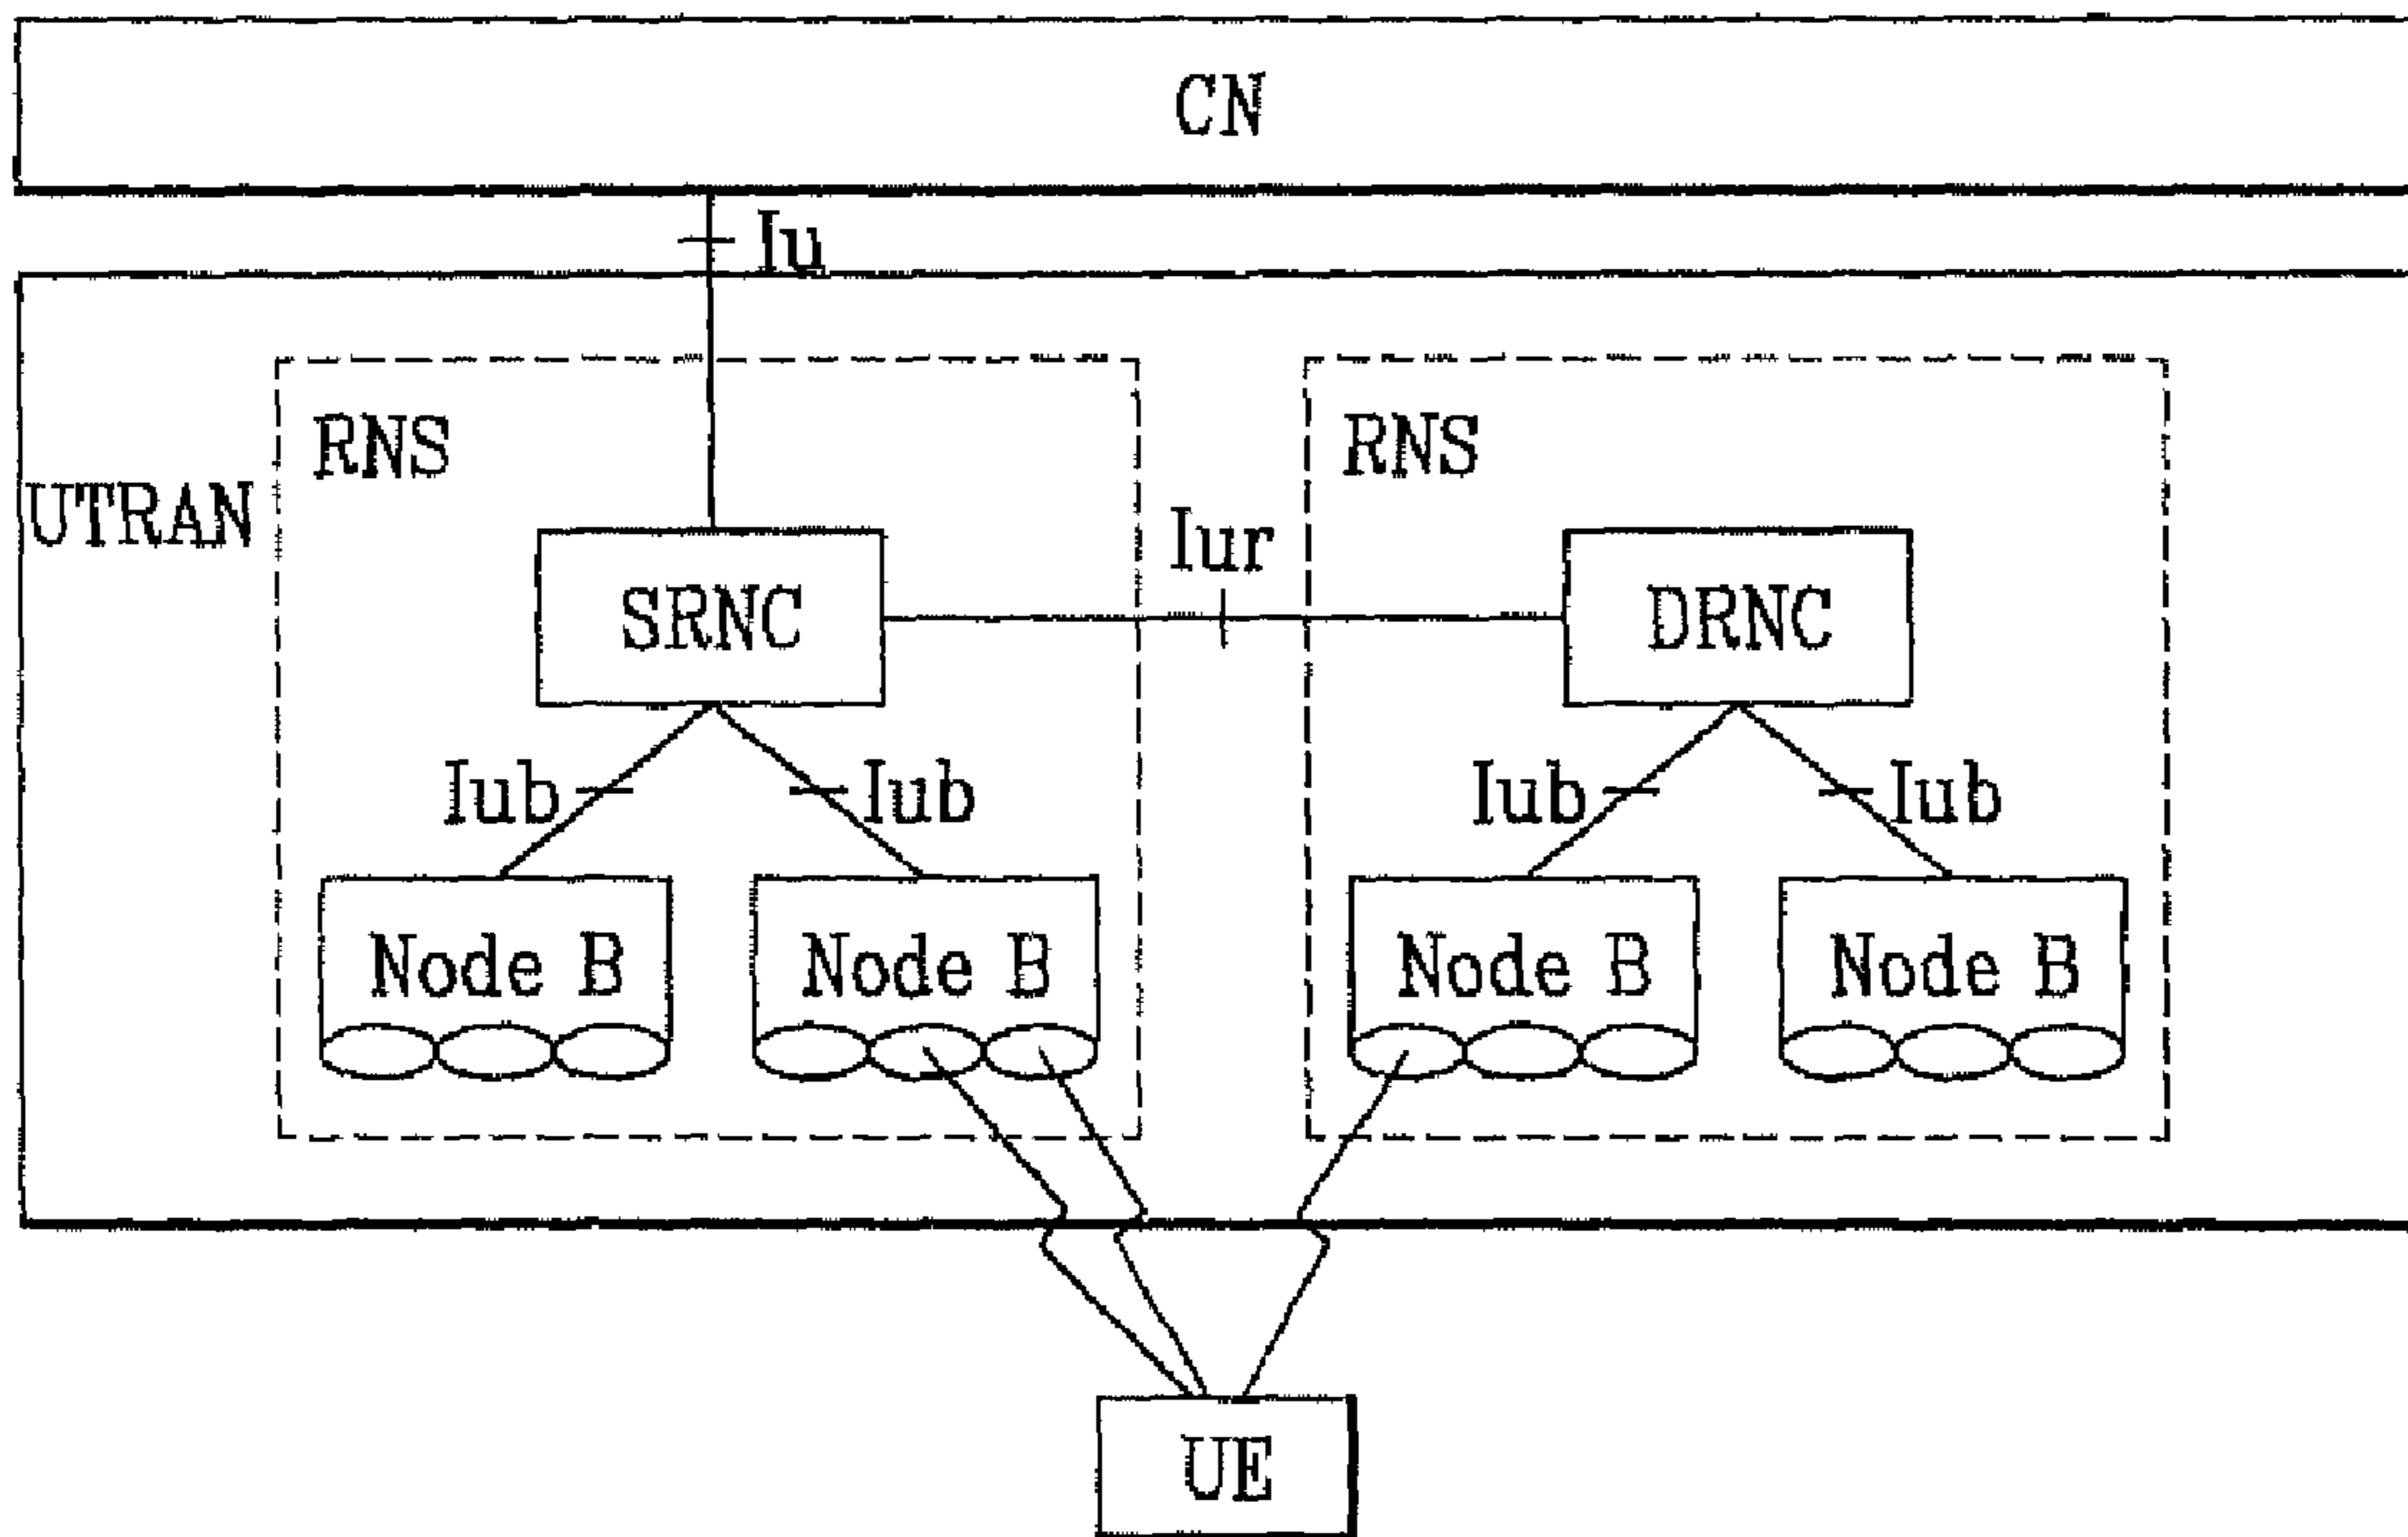 CN
Iu
RNS
RNS
UTRAN
Iur
SRNC
DRNC
Iub
Iub
Iub
Iub
Node B
Node B
Node B
Node B
UE